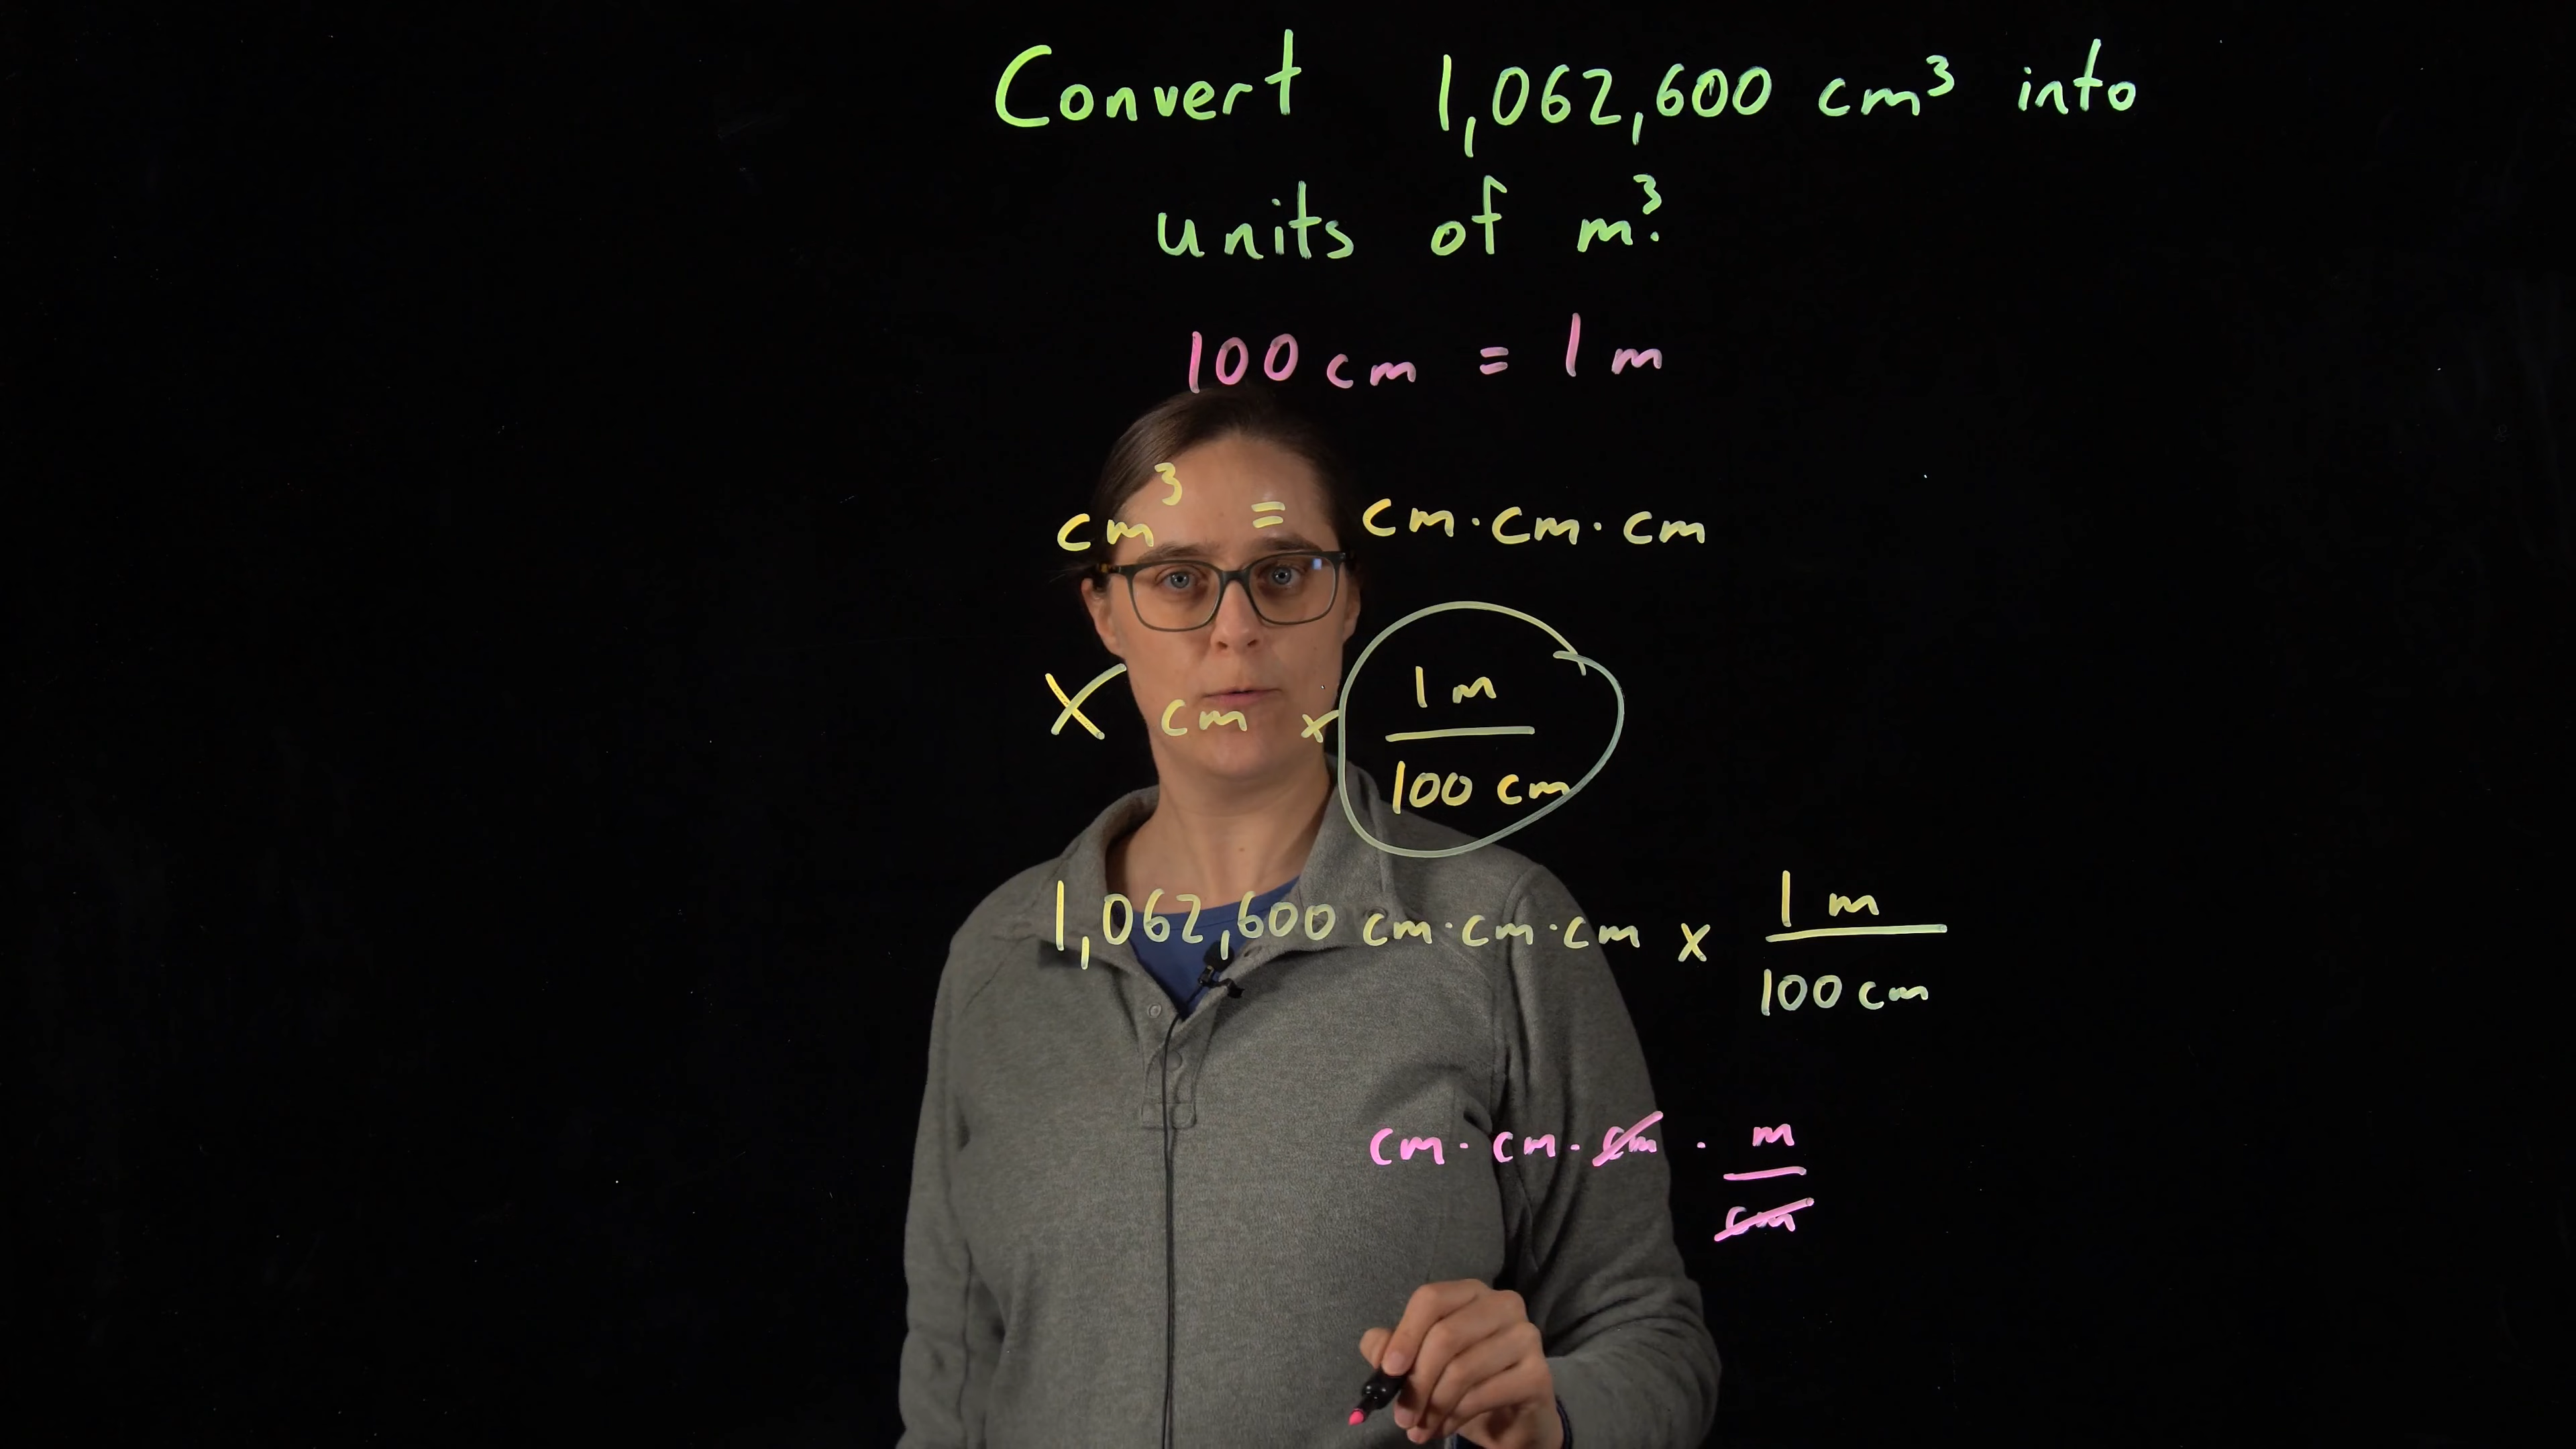 Convert 1,062,600 cm³ into
units of m³.
100 cm = 1 m
cm³ = cm · cm · cm
X cm x 1 m
100 cm
1,062,600 cm · cm · cm x 1 m
100 cm
cm · cm · cm · m
cm